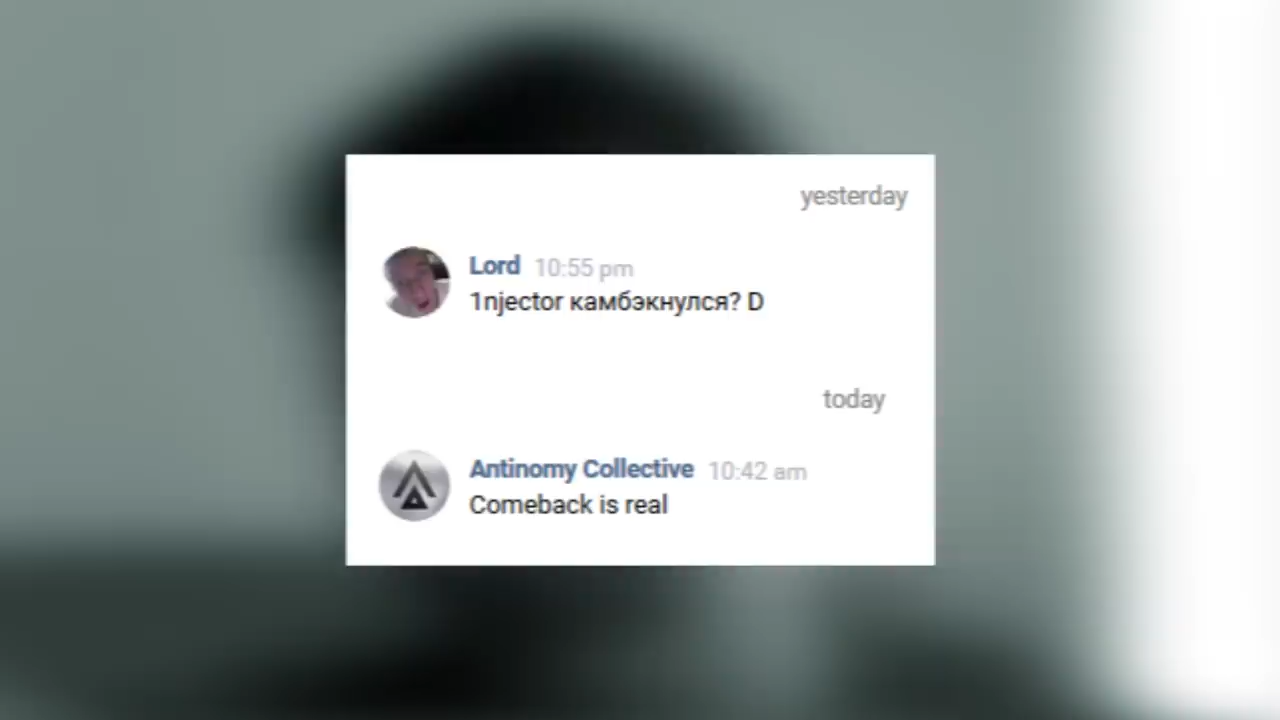 yesterday
Lord 10:55 pm
1njector камбэкнулся? D
today
Antinomy Collective 10:42 am
Comeback is real